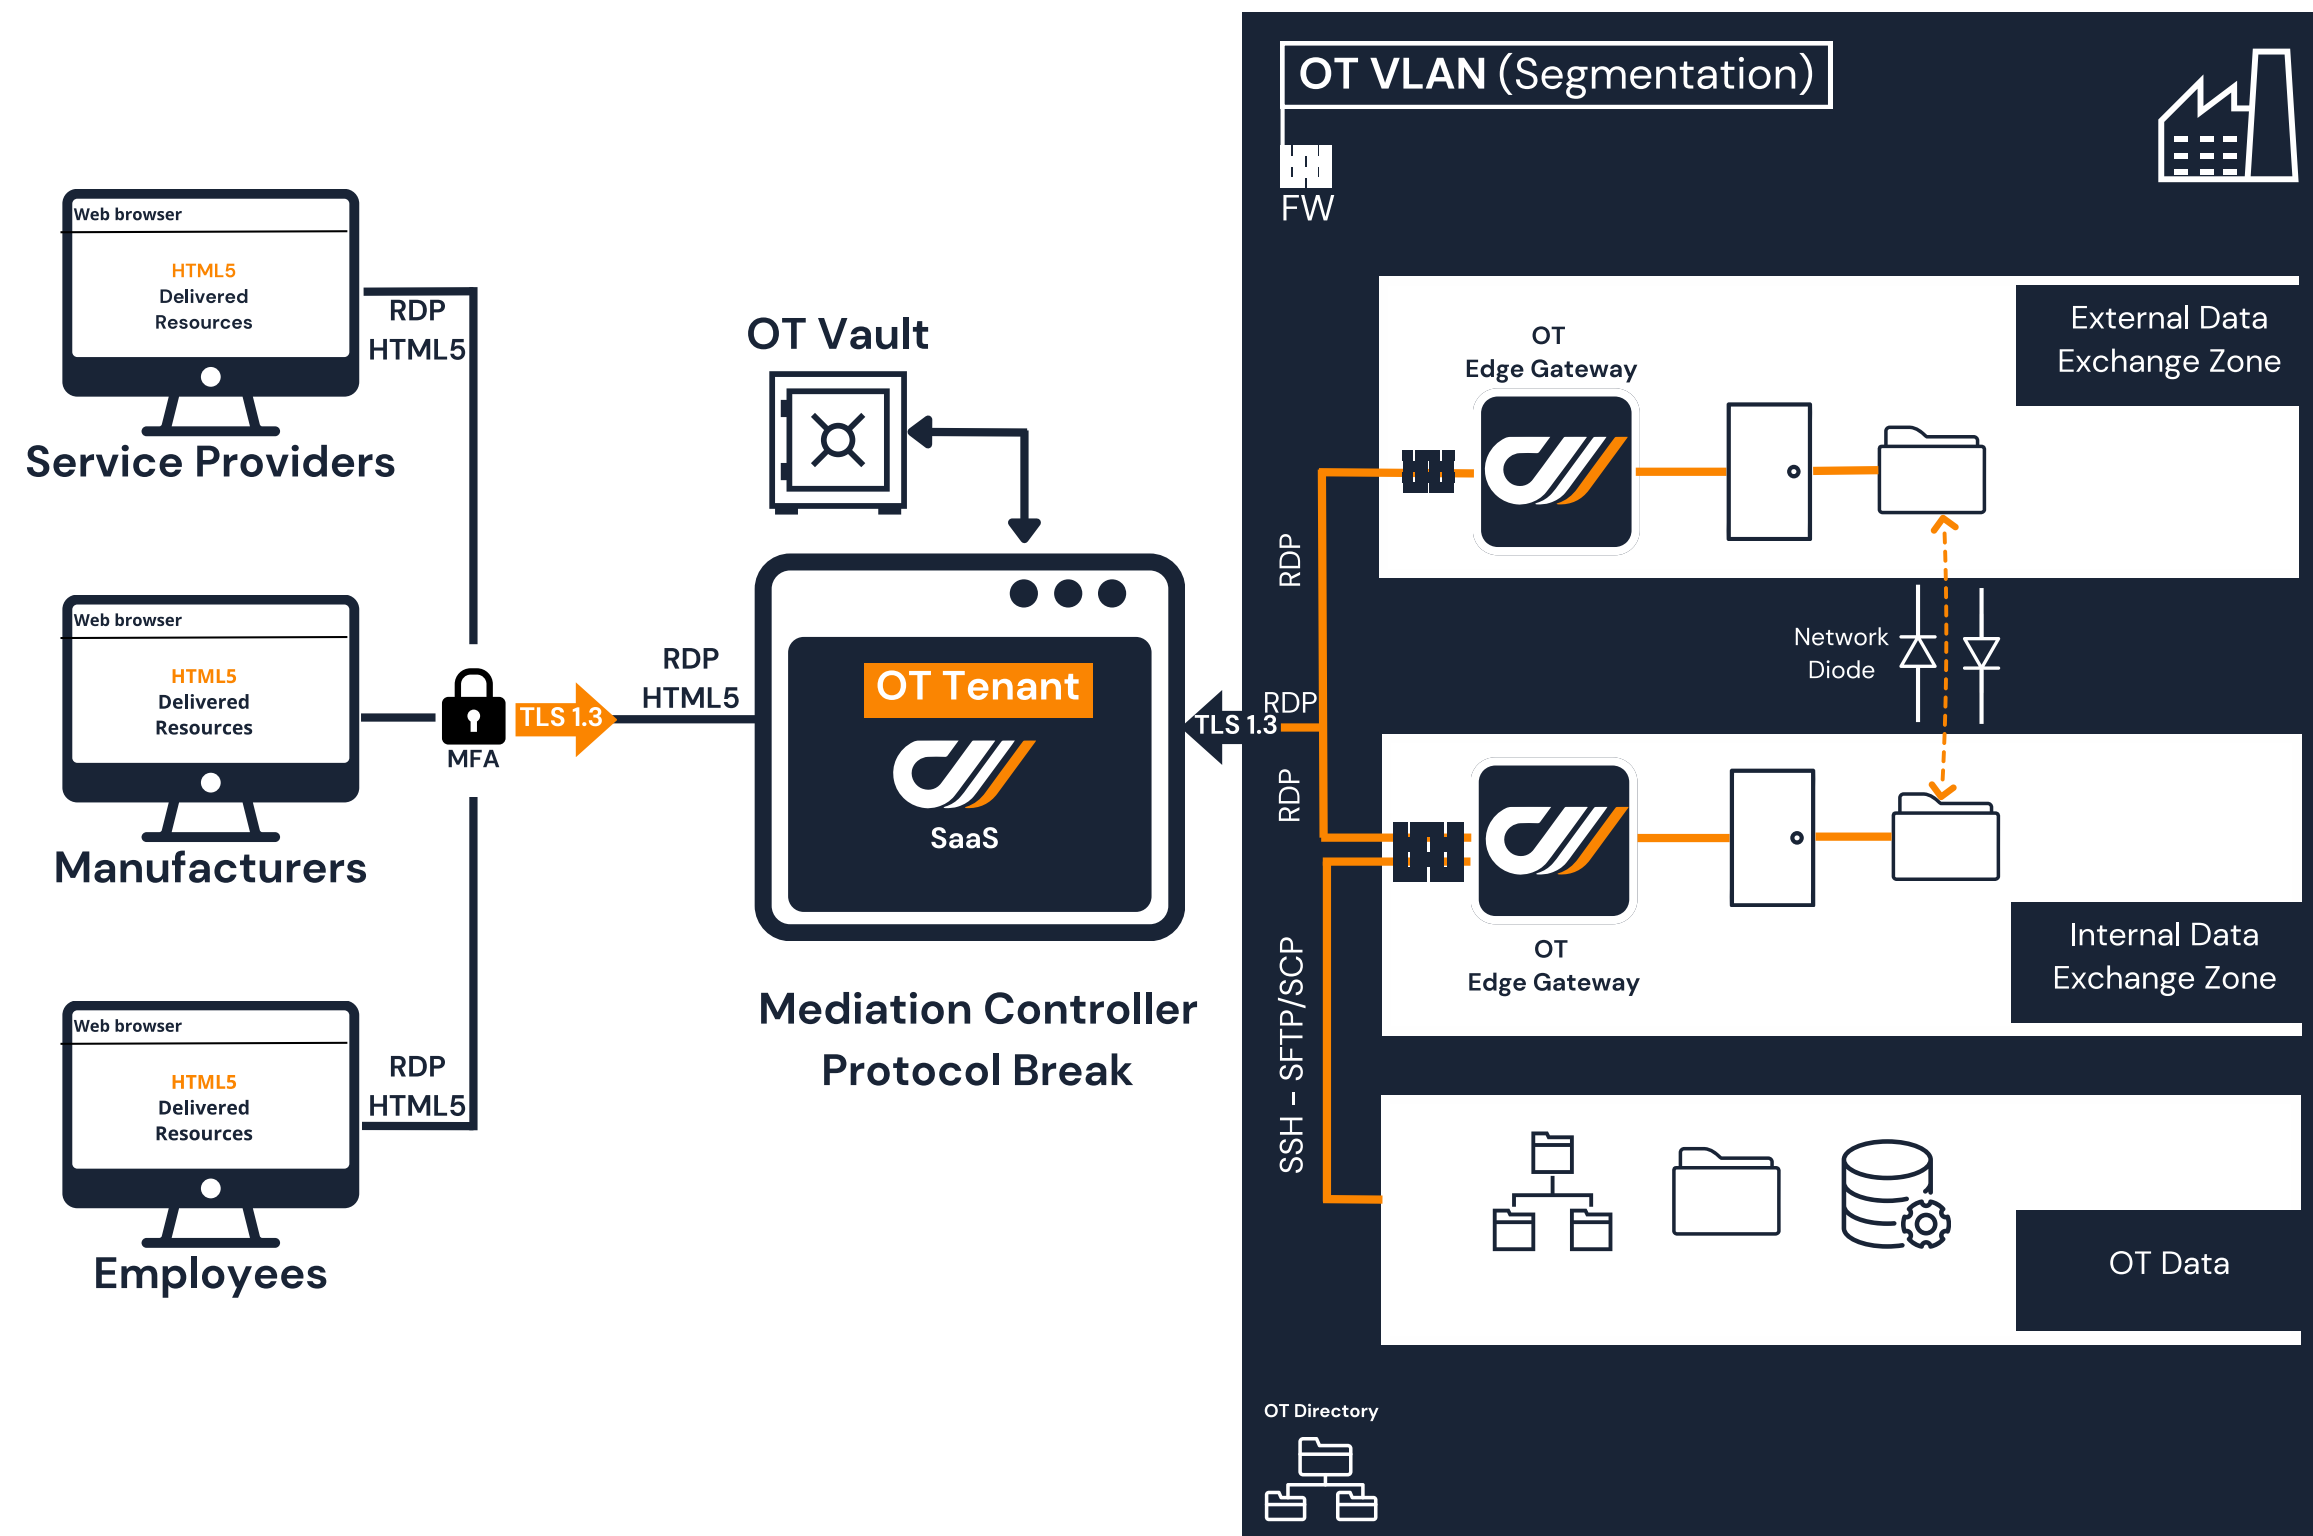 Web browser
HTML5
Delivered
Resources
Service Providers
RDP
HTML5
Web browser
HTML5
Delivered
Resources
Manufacturers
MFA
TLS 1.3
RDP
HTML5
Web browser
HTML5
Delivered
Resources
Employees
RDP
HTML5
OT Vault
OT Tenant
SaaS
Mediation Controller
Protocol Break
OT VLAN (Segmentation)
FW
TLS 1.3
RDP
RDP
RDP
SSH - SFTP/SCP
OT
Edge Gateway
External Data
Exchange Zone
Network
Diode
OT
Edge Gateway
Internal Data
Exchange Zone
OT Data
OT Directory